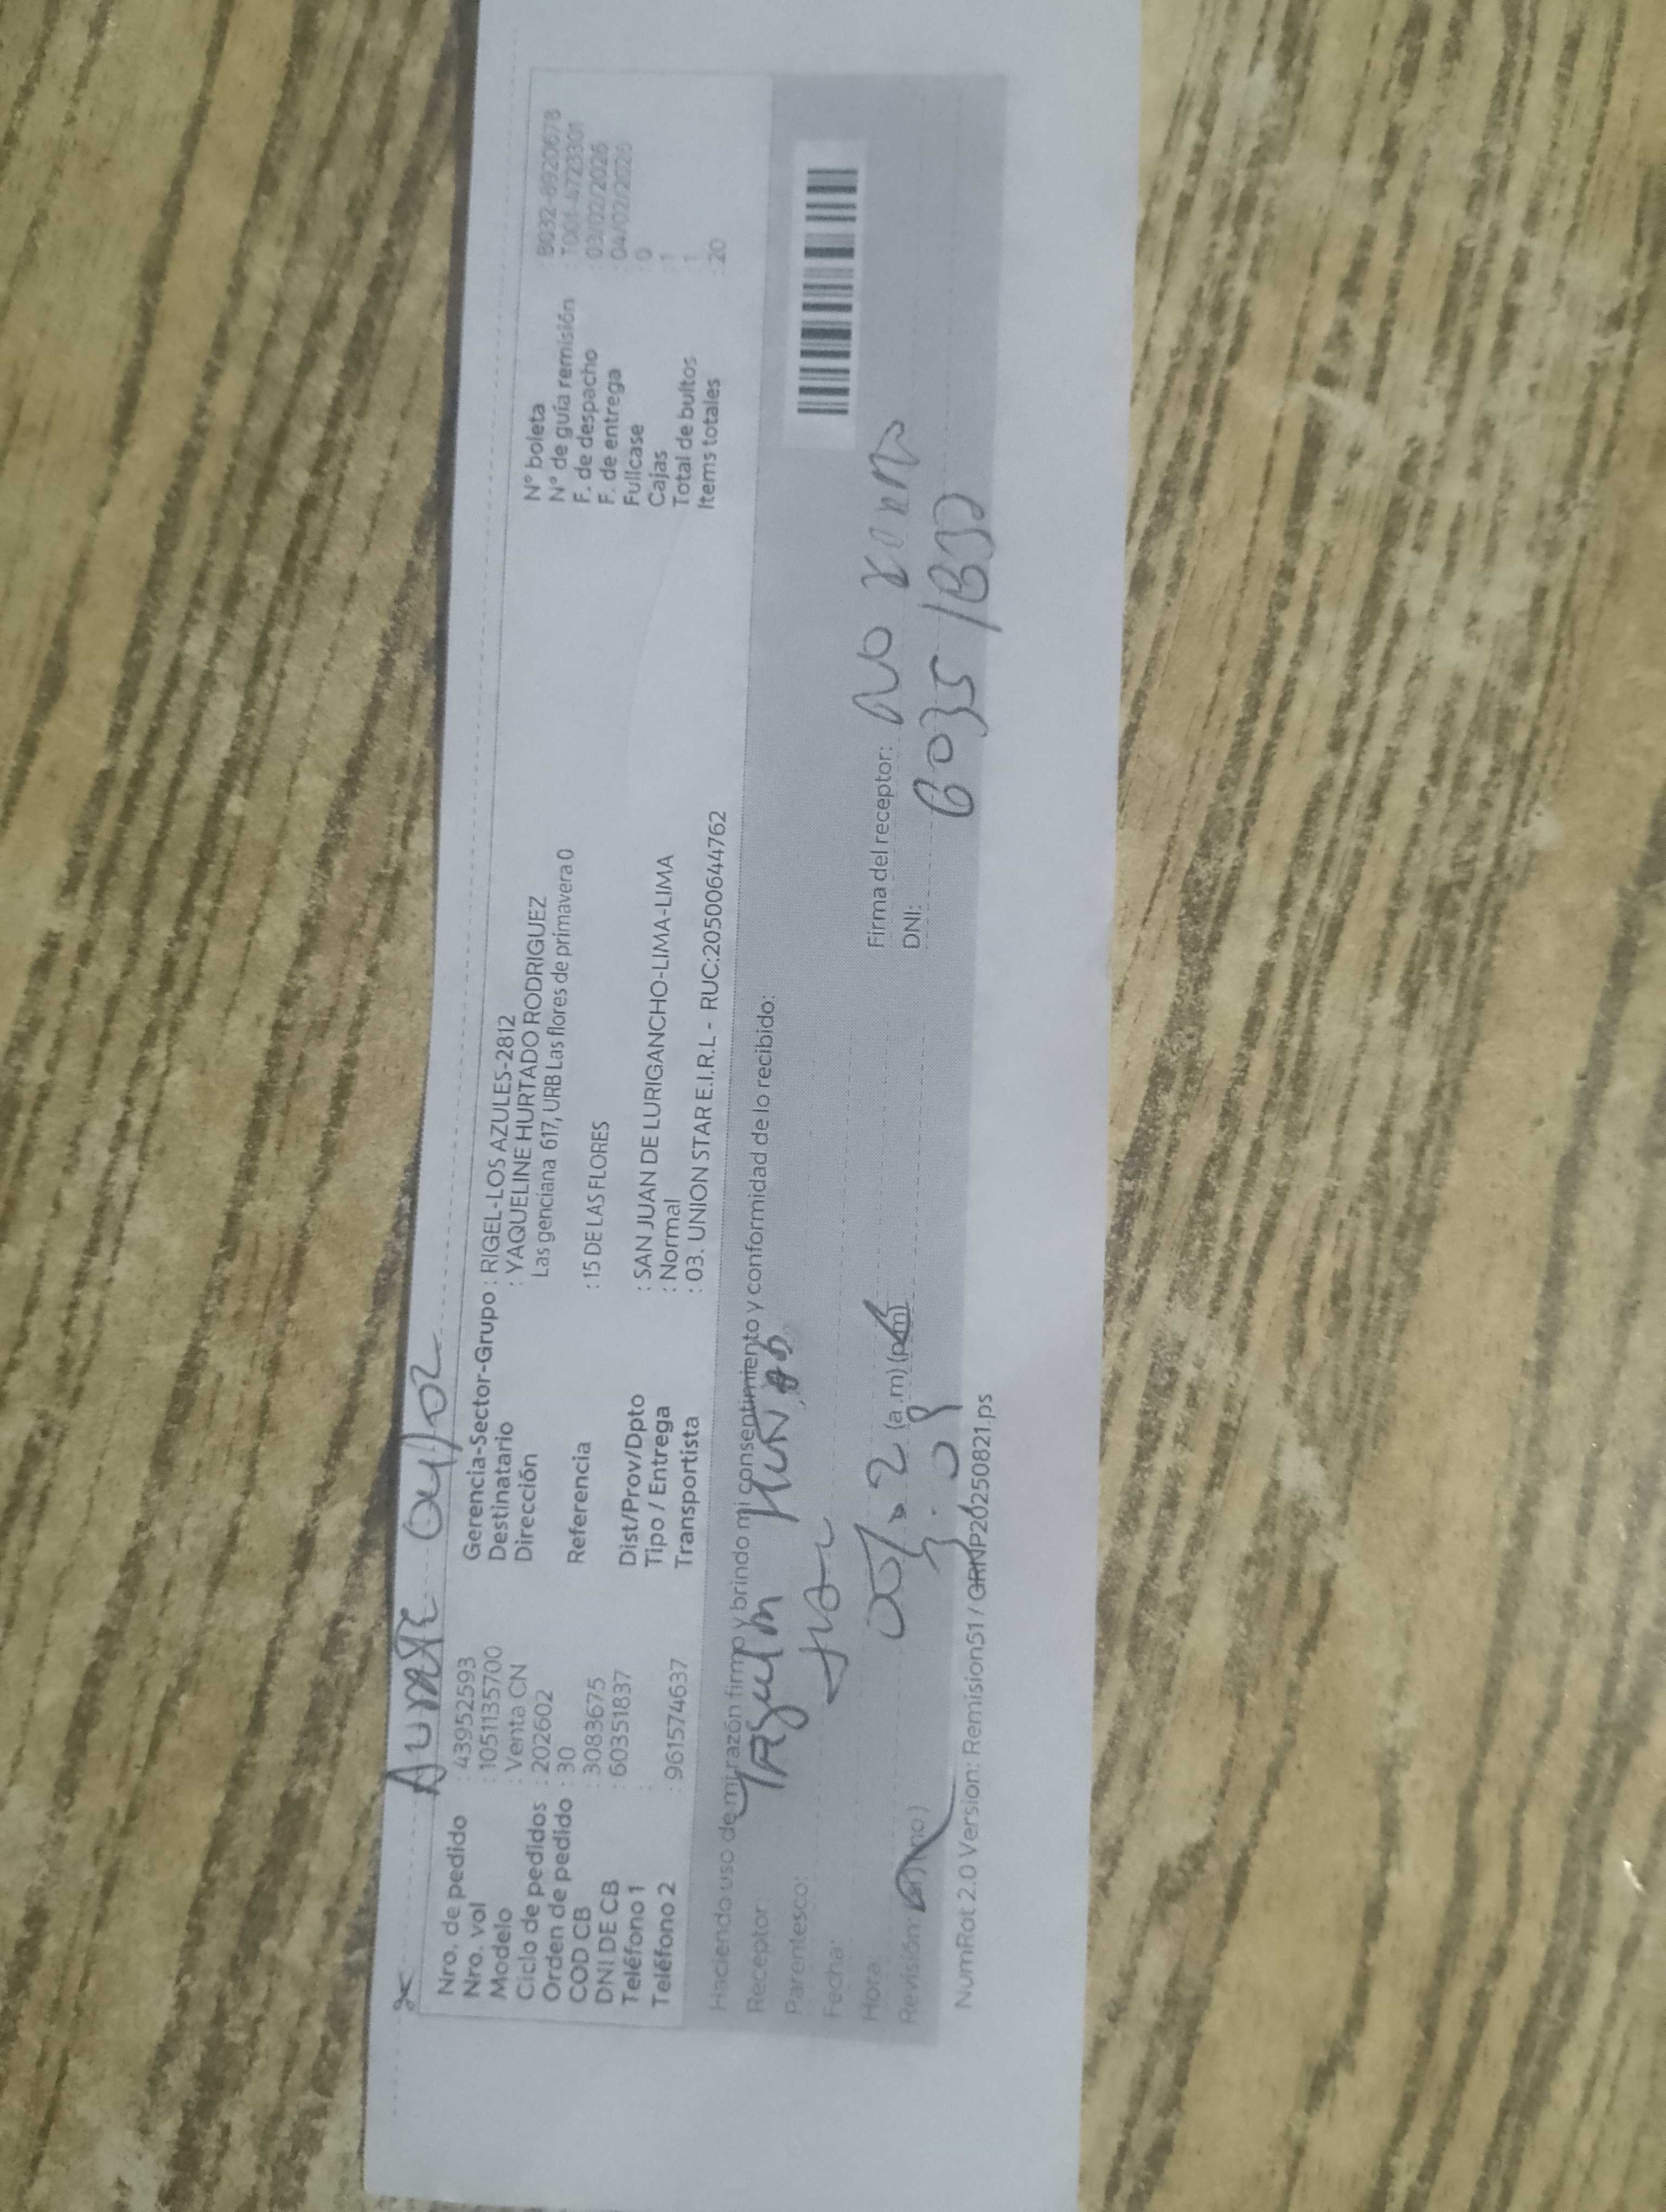 04/02
Nro. de pedido : 43952593
Nro. vol : 1051135700
Modelo : Venta CN
Ciclo de pedidos : 202602
Orden de pedido : 30
COD CB : 3083675
DNI DE CB : 60351837
Teléfono 1 :
Teléfono 2 : 961574637
Gerencia-Sector-Grupo : RIGEL-LOS AZULES-2812
Destinatario : YAQUELINE HURTADO RODRIGUEZ
Dirección Las genciana 617, URB Las flores de primavera 0
Referencia : 15 DE LAS FLORES
Dist/Prov/Dpto : SAN JUAN DE LURIGANCHO-LIMA-LIMA
Tipo / Entrega : Normal
Transportista : 03. UNION STAR E.I.R.L - RUC:20500644762
N° boleta : B032-6920678
N° de guía remisión : T001-4723301
F. de despacho : 03/02/2026
F. de entrega : 04/02/2026
Fullcase : 0
Cajas : 1
Total de bultos 1
Items totales : 20
Haciendo uso de mi razón firmo y brindo mi consentimiento y conformidad de lo recibido:
Receptor:
Parentesco:
Fecha:
Hora: (a.m) (p.m)
Revisión: no )
Firma del receptor: No
DNI: 6035
NumRot 2.0 Version: Remision51 / GRNP20250821.ps